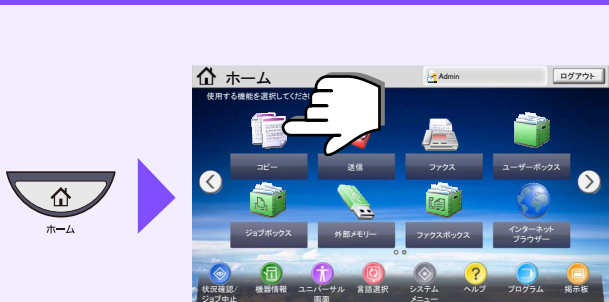 ホーム
Admin
ログアウト
使用する機能を選択してくださ
コピー
送信
ファクス
ユーザーボックス
ジョブボックス
外部メモリー
ファクスボックス
インターネット
ブラウザー
ホーム
状況確認/
ジョブ中止
機器情報
ユニバーサル
画面
言語選択
システム
メニュー
ヘルプ
プログラム
掲示板